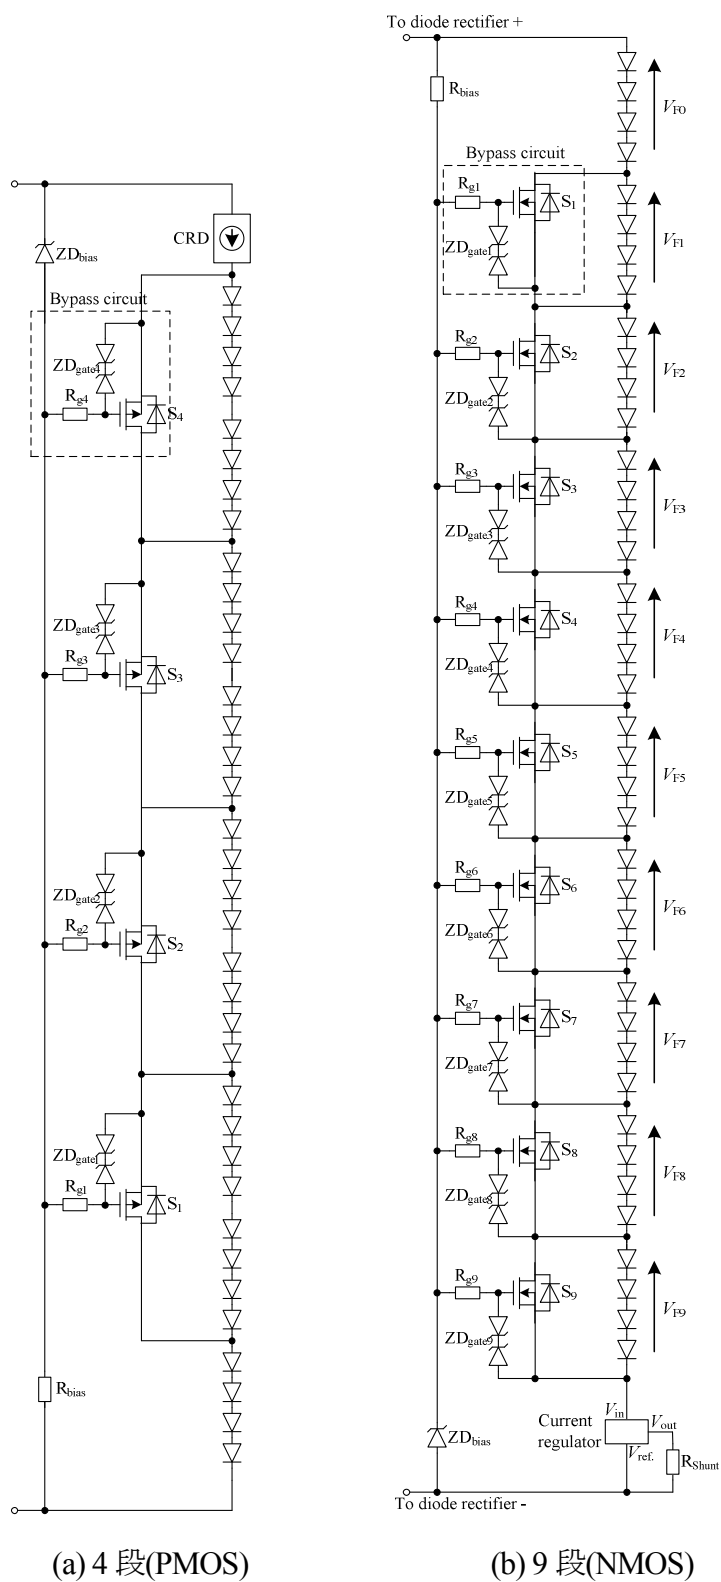 CRD
ZDbias
Bypass circuit
ZDgate4
Rg4
S4
ZDgate3
Rg3
S3
ZDgate2
Rg2
S2
ZDgate1
Rg1
S1
Rbias
(a) 4 段(PMOS)
To diode rectifier +
Rbias
VF0
Bypass circuit
Rg1
S1
ZDgate1
VF1
Rg2
S2
ZDgate2
VF2
Rg3
S3
ZDgate3
VF3
Rg4
S4
ZDgate4
VF4
Rg5
S5
ZDgate5
VF5
Rg6
S6
ZDgate6
VF6
Rg7
S7
ZDgate7
VF7
Rg8
S8
ZDgate8
VF8
Rg9
S9
ZDgate9
VF9
Vin
Current
regulator
Vout
Vref.
ZDbias
RShunt
To diode rectifier -
(b) 9 段(NMOS)